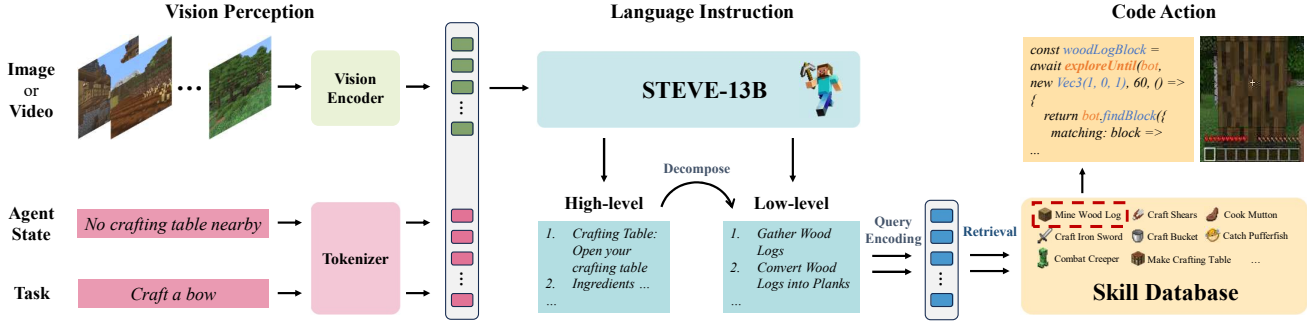 Vision Perception
Language Instruction
Code Action
Image
or
Video
Vision
Encoder
Agent
State
No crafting table nearby
Task
Craft a bow
Tokenizer
STEVE-13B
Decompose
High-level
Low-level
1. Crafting Table:
Open your
crafting table
2. Ingredients …
…
1. Gather Wood
Logs
2. Convert Wood
Logs into Planks
…
Query
Encoding
Retrieval
const woodLogBlock =
await exploreUntil(bot,
new Vec3(1, 0, 1), 60, () =>
{
return bot.findBlock({
matching: block =>
...
Mine Wood Log
Craft Shears
Cook Mutton
Craft Iron Sword
Craft Bucket
Catch Pufferfish
Combat Creeper
Make Crafting Table
...
Skill Database